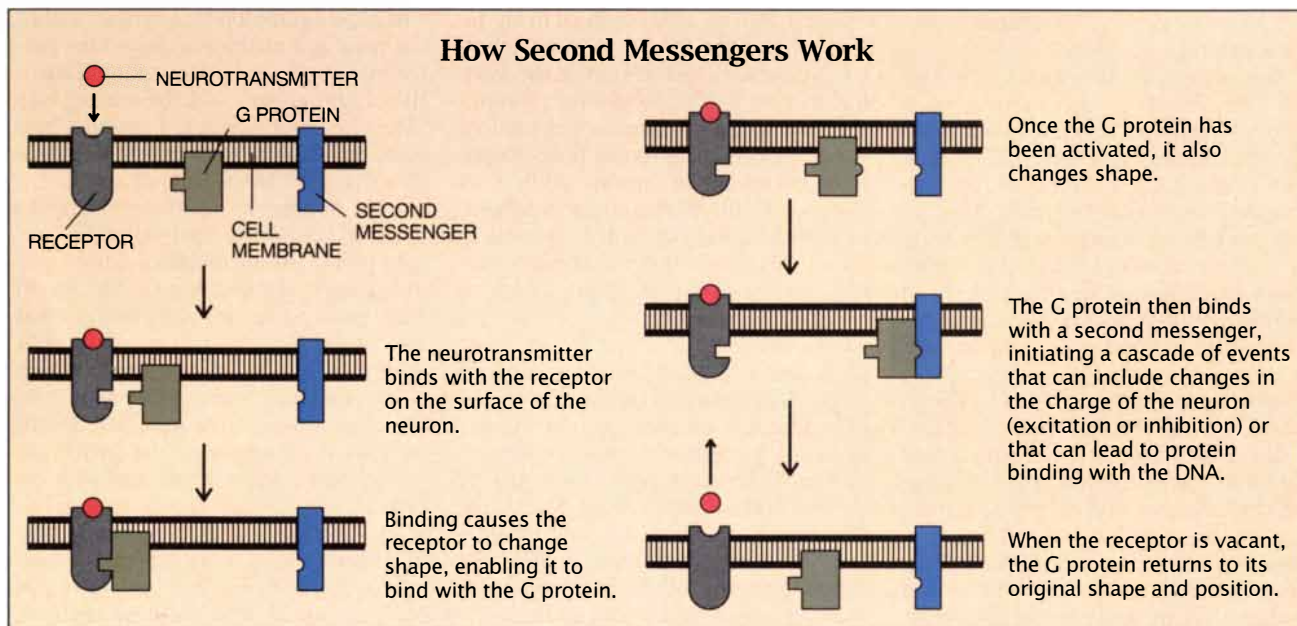 How Second Messengers Work
NEUROTRANSMITTER
G PROTEIN
RECEPTOR
CELL
MEMBRANE
SECOND
MESSENGER
The neurotransmitter
binds with the receptor
on the surface of the
neuron.
Binding causes the
receptor to change
shape, enabling it to
bind with the G protein.
Once the G protein has
been activated, it also
changes shape.
The G protein then binds
with a second messenger,
initiating a cascade of events
that can include changes in
the charge of the neuron
(excitation or inhibition) or
that can lead to protein
binding with the DNA.
When the receptor is vacant,
the G protein returns to its
original shape and position.